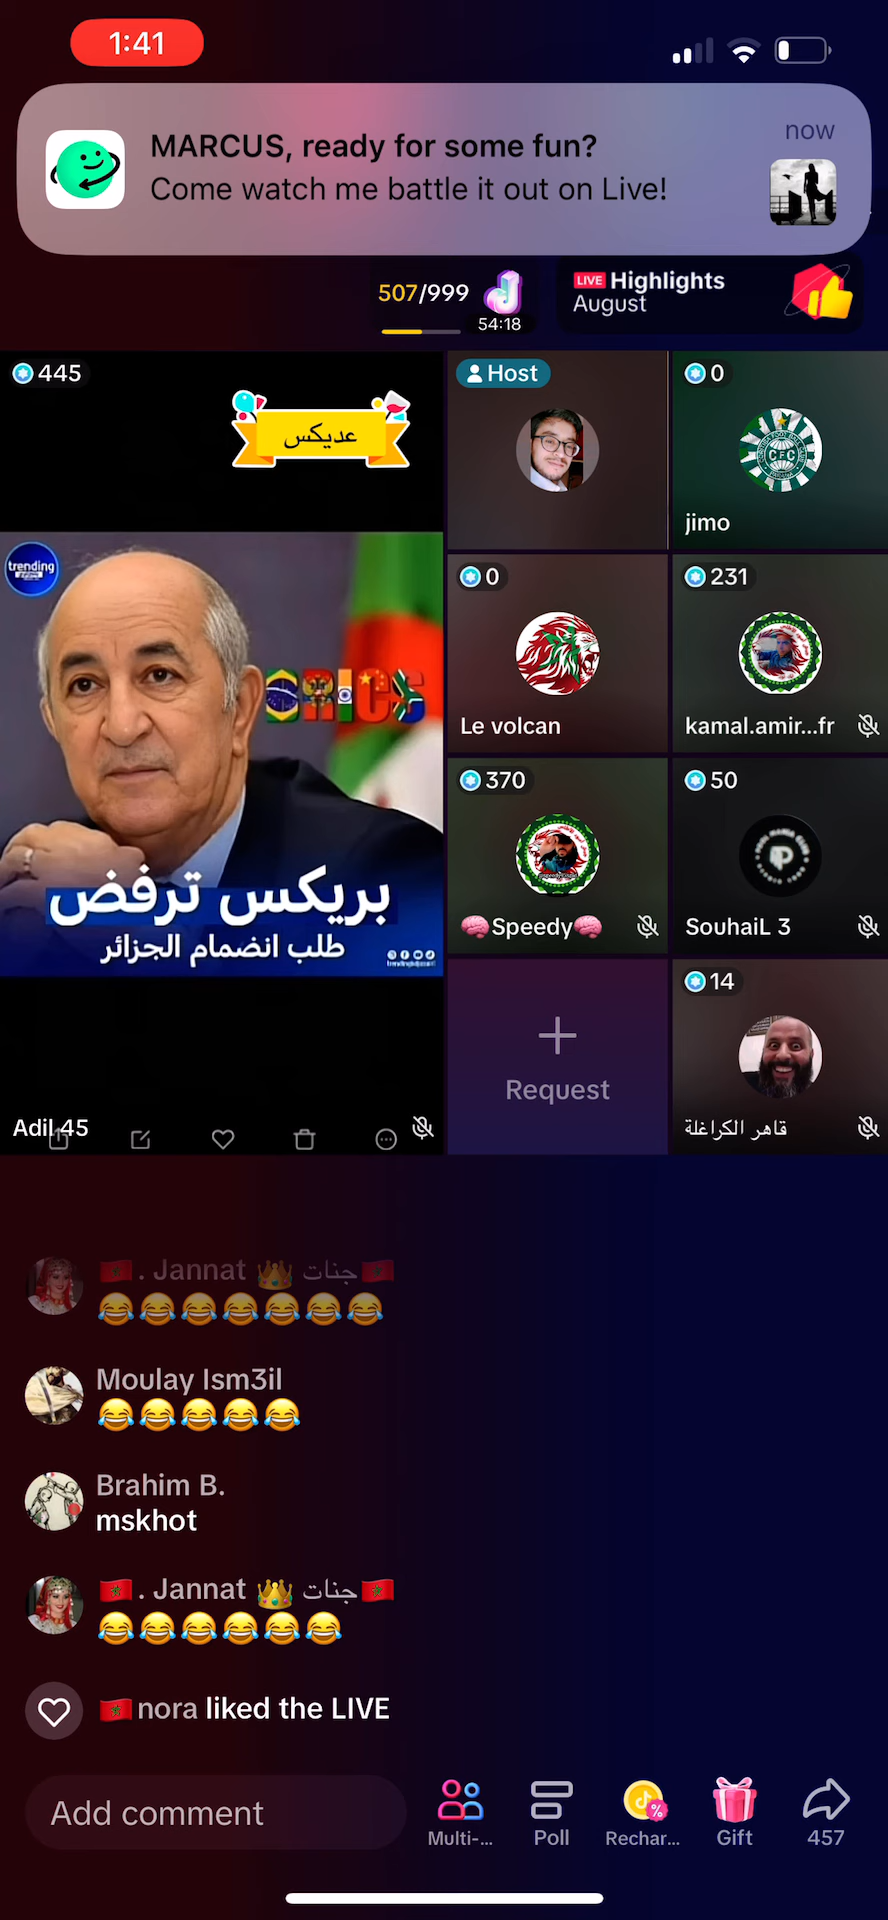 1:41
MARCUS, ready for some fun?
now
Come watch me battle it out on Live!
507/999
54:18
LIVE Highlights
August
445
عديكس
trending
BRICS
بريكس ترفض
طلب انضمام الجزائر
Adil 45
Host
0
jimo
CFC
0
Le volcan
231
kamal.amir...fr
370
🧠Speedy🧠
50
SouhaiL 3
+
Request
14
قاهر الكراغلة
🇲🇦. Jannat 👑 جنات🇲🇦
😂😂😂😂😂😂😂
Moulay Ism3il
😂😂😂😂😂
Brahim B.
mskhot
🇲🇦. Jannat 👑 جنات🇲🇦
😂😂😂😂😂😂
🇲🇦nora liked the LIVE
Add comment
Multi-...
Poll
Rechar...
Gift
457